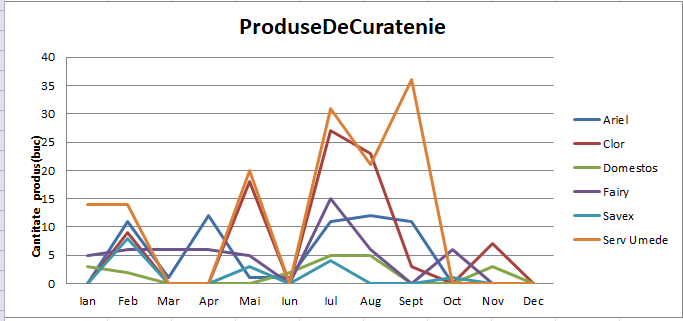 ProduseDeCuratenie
Cantitate produs(buc)
40
35
30
25
20
15
10
5
0
Ian Feb Mar Apr Mai Iun Iul Aug Sept Oct Nov Dec
Ariel
Clor
Domestos
Fairy
Savex
Serv Umede